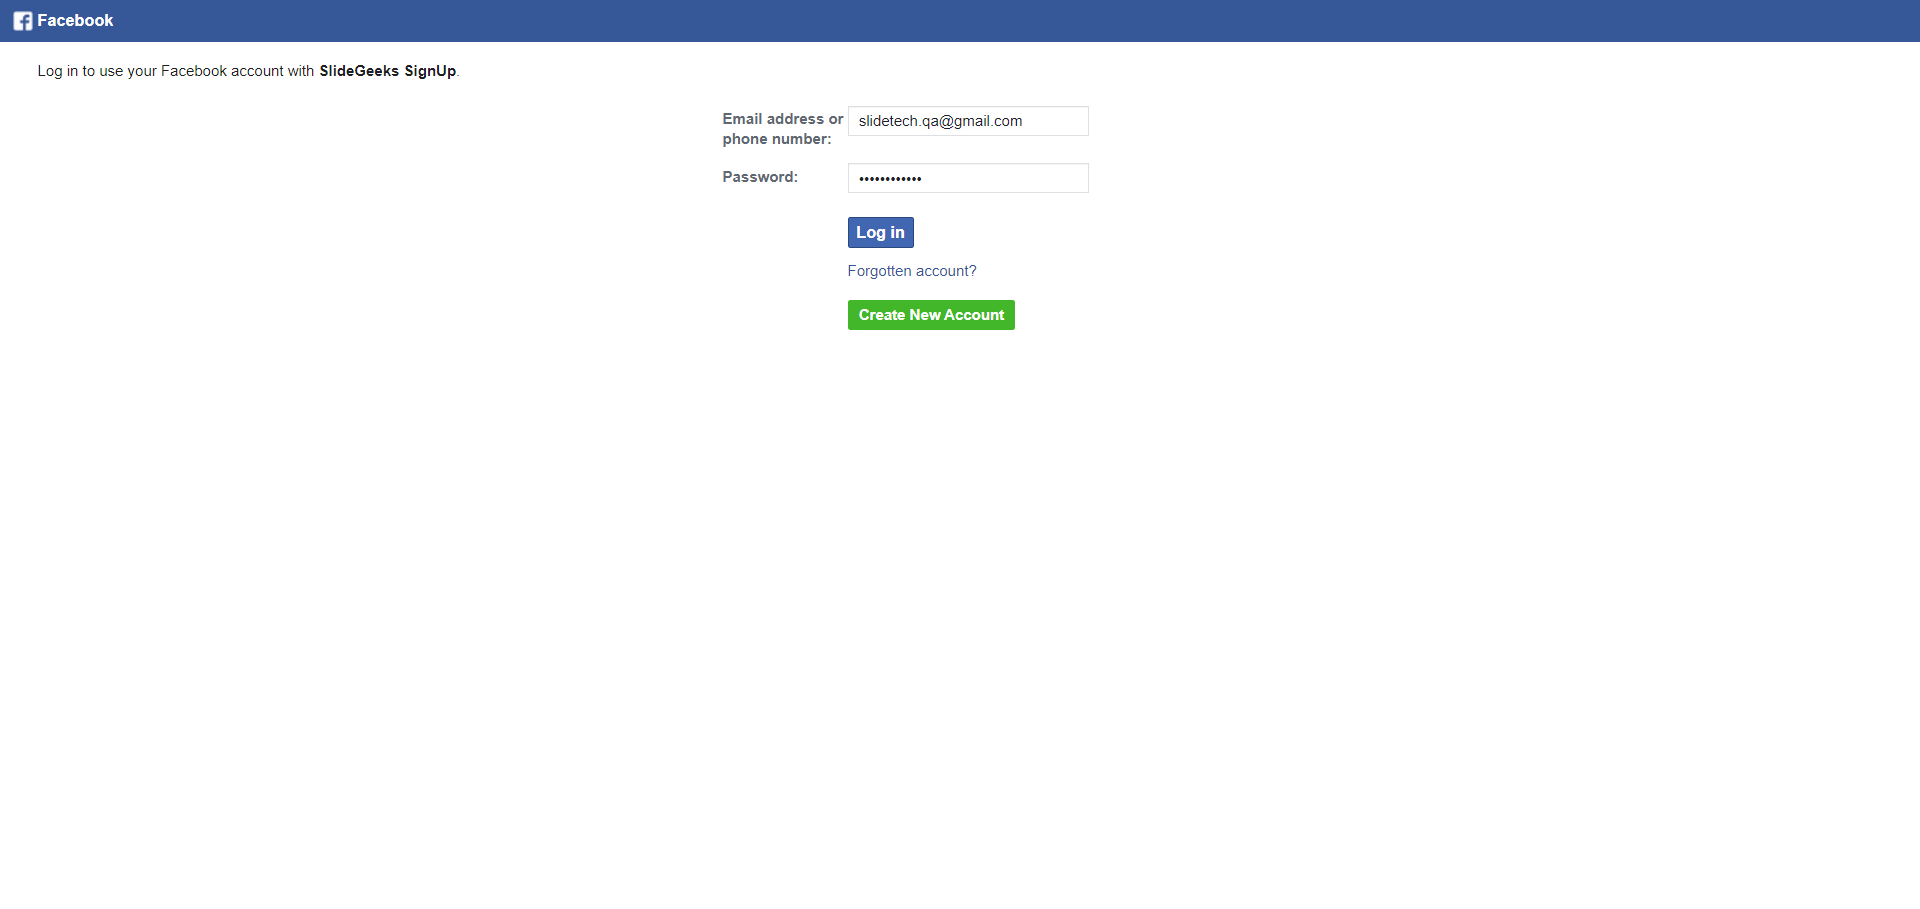 Facebook
Log in to use your Facebook account with SlideGeeks SignUp.
Email address or
phone number:
slidetech.qa@gmail.com
Password:
••••••••••••
Log in
Forgotten account?
Create New Account